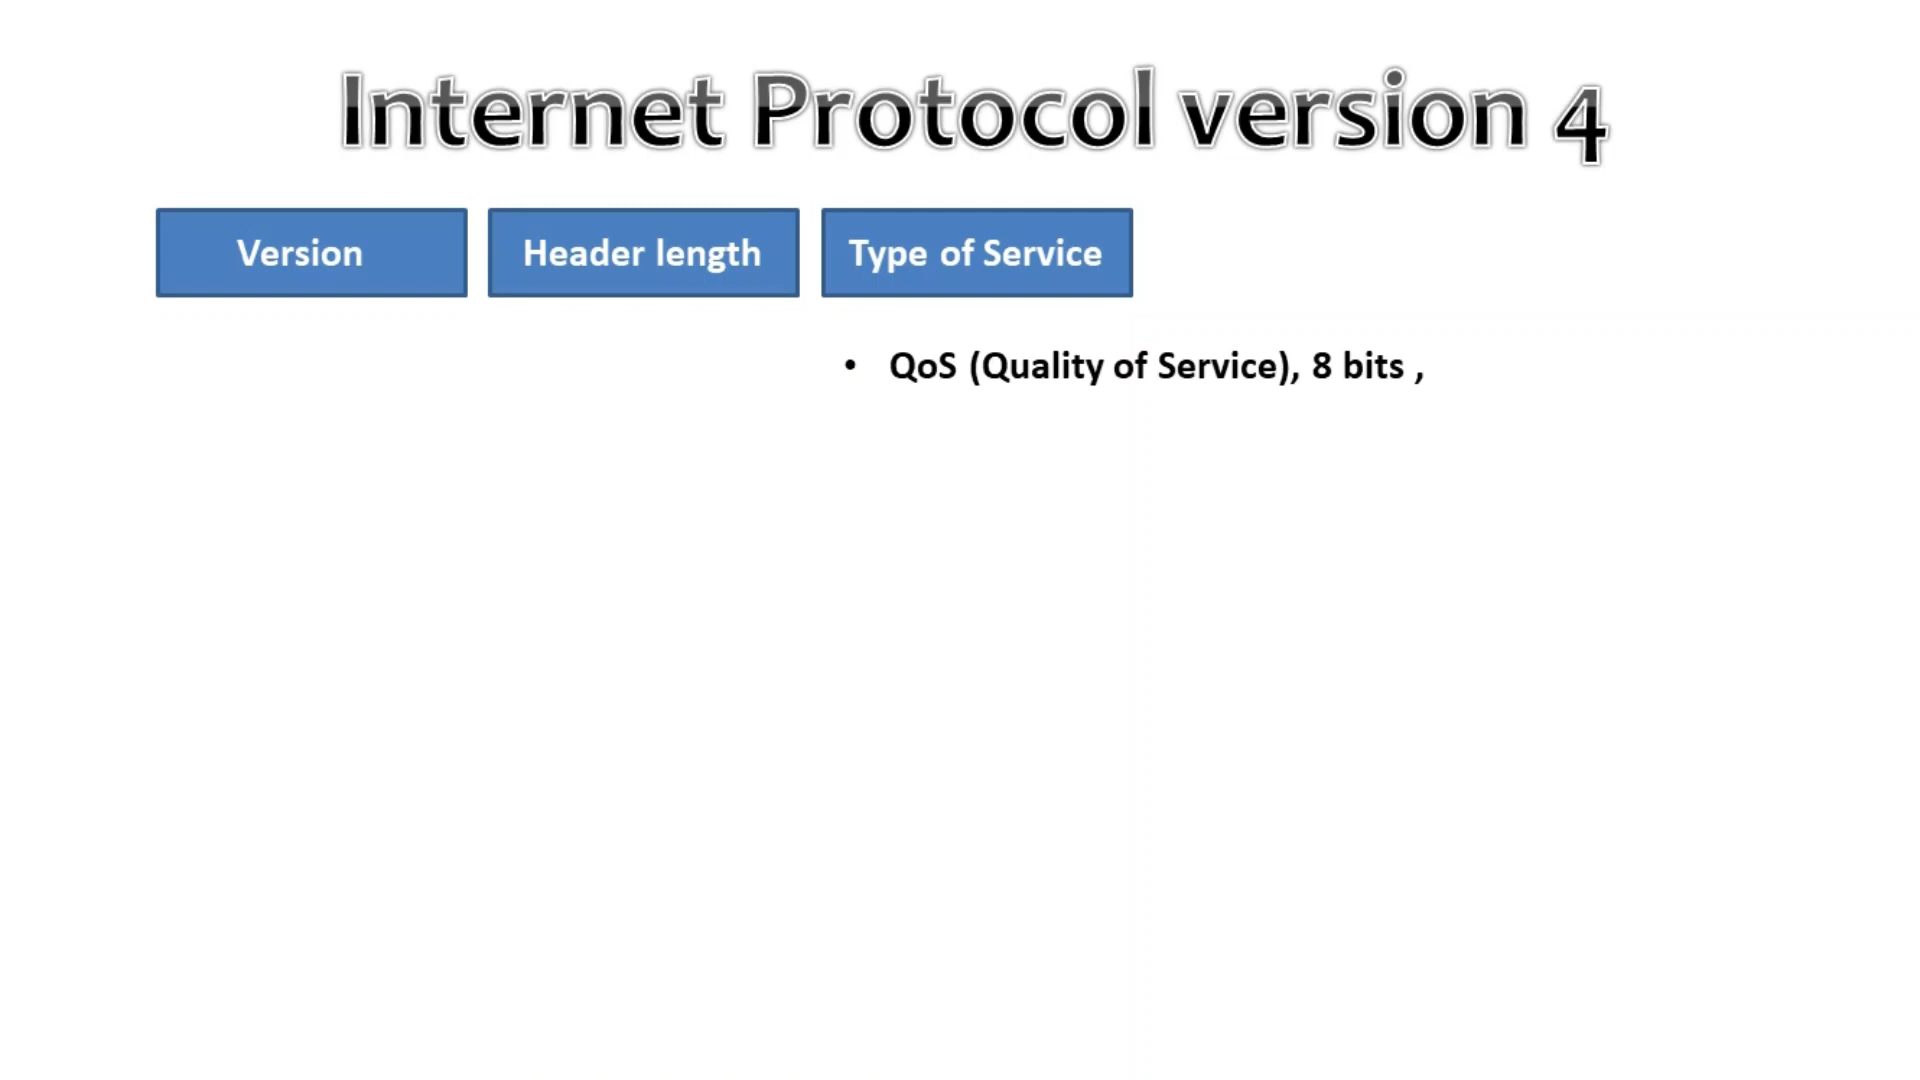 Internet Protocol version 4
Version
Header length
Type of Service
• QoS (Quality of Service), 8 bits ,